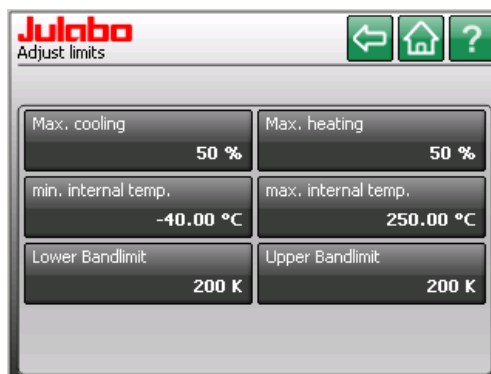 Julabo
Adjust limits
?
Max. cooling
50 %
Max. heating
50 %
min. internal temp.
-40.00 °C
max. internal temp.
250.00 °C
Lower Bandlimit
200 K
Upper Bandlimit
200 K